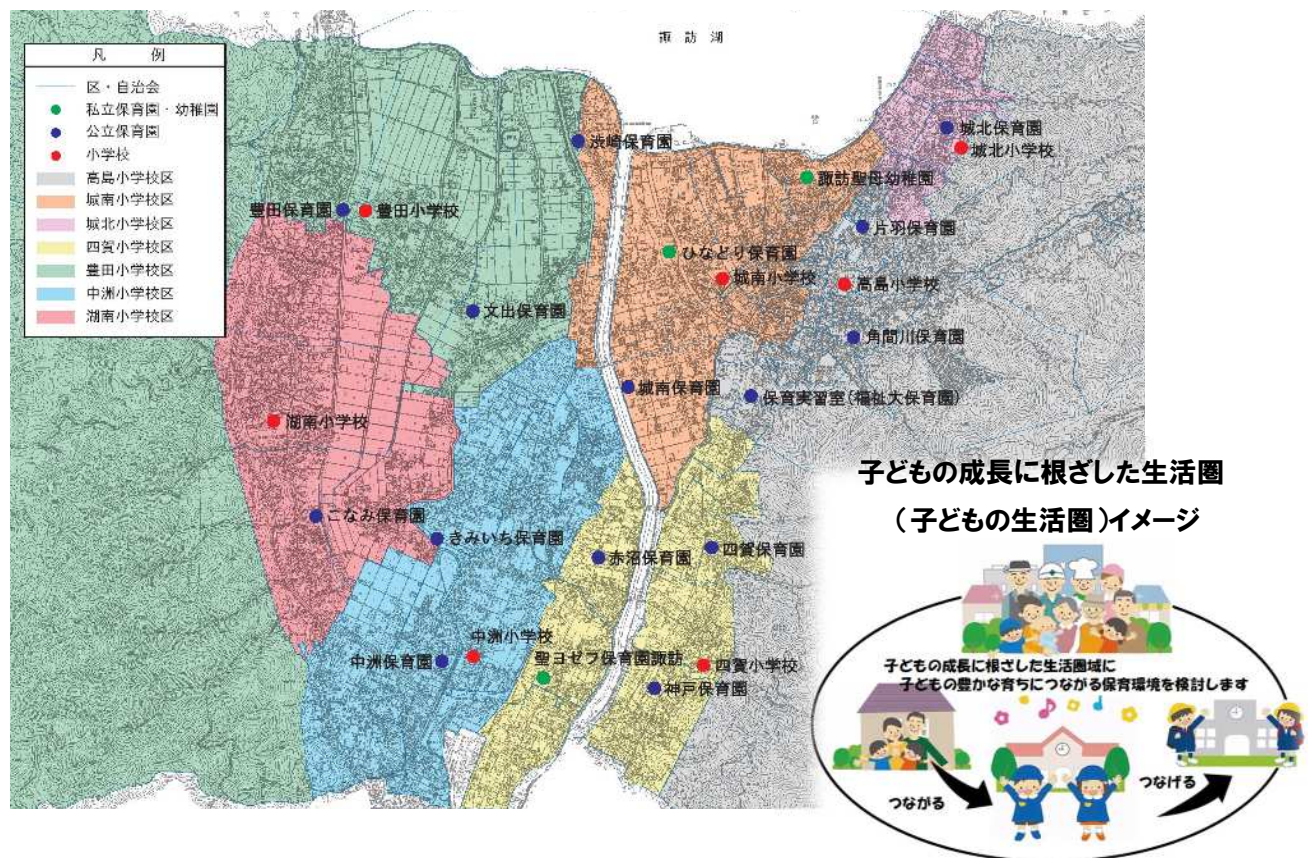 諏訪湖
凡 例
区・自治会
私立保育園・幼稚園
公立保育園
小学校
高島小学校区
城南小学校区
城北小学校区
四賀小学校区
豊田小学校区
中洲小学校区
湖南小学校区
渋崎保育園
城北保育園
城北小学校
諏訪聖母幼稚園
豊田保育園
豊田小学校
片羽保育園
ひなどり保育園
城南小学校
高島小学校
文出保育園
角間川保育園
城南保育園
保育実習室(福祉大保育園)
湖南小学校
こなみ保育園
きみいち保育園
赤沼保育園
四賀保育園
中洲小学校
中洲保育園
聖ヨゼフ保育園諏訪
四賀小学校
神戸保育園
子どもの成長に根ざした生活圏
(子どもの生活圏)イメージ
子どもの成長に根ざした生活圏域に
子どもの豊かな育ちにつながる保育環境を検討します
つながる
つなげる